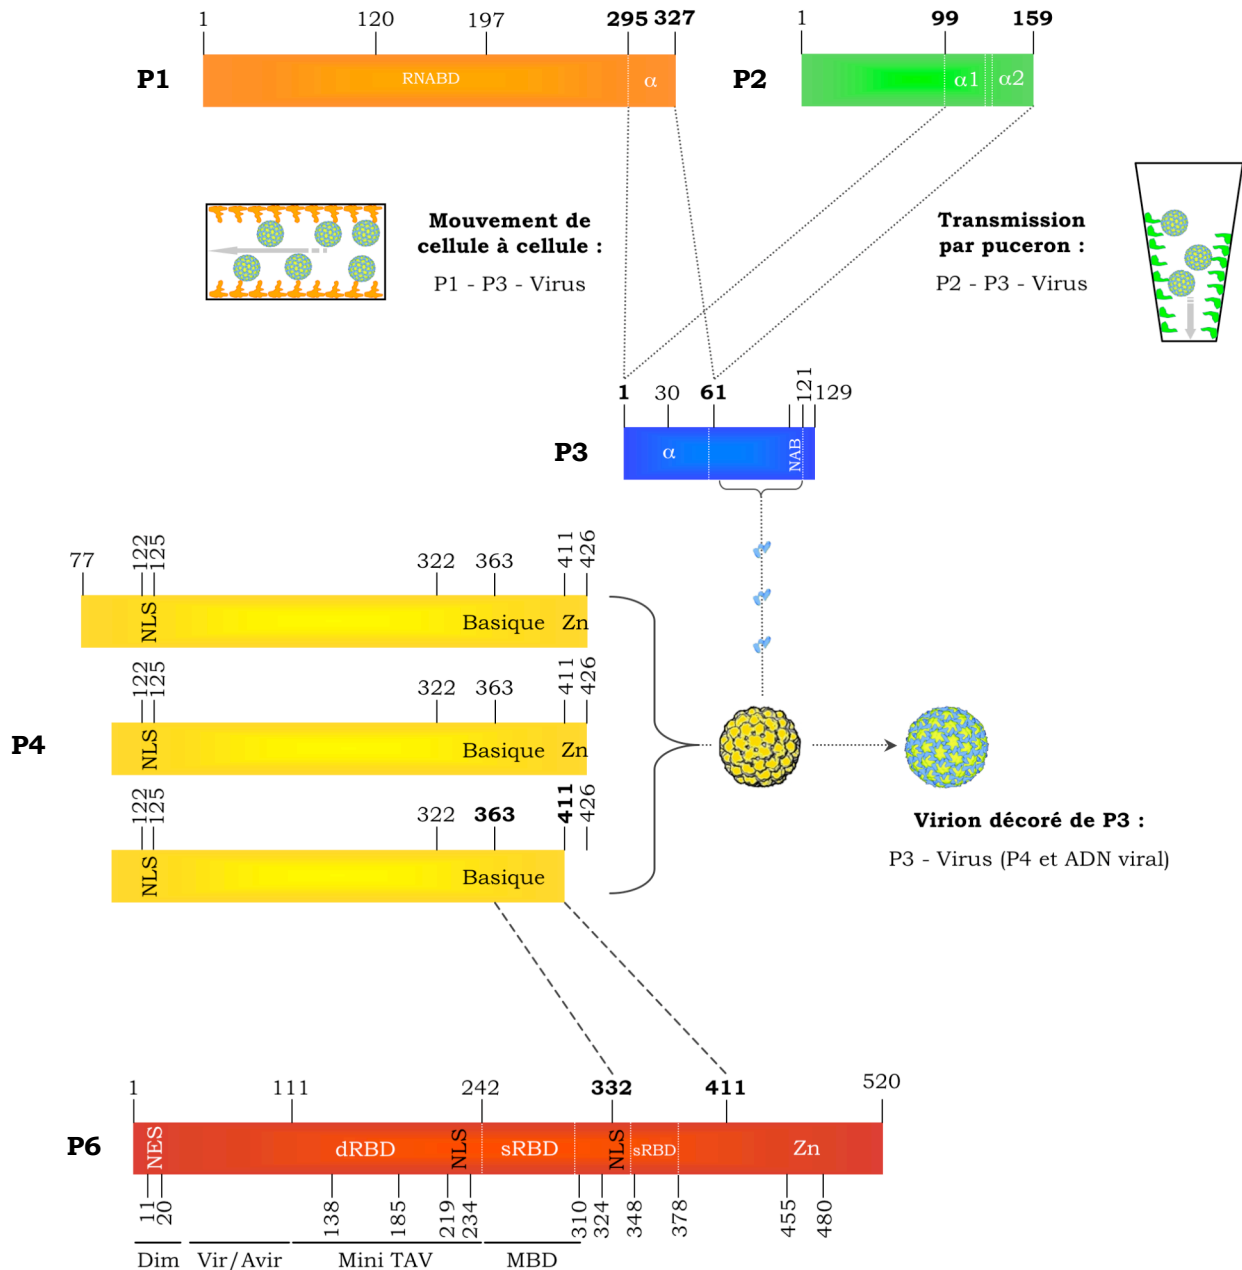 1 120 197 295 327
P1 RNABD α
1 99 159
P2 α1 α2
Mouvement de
cellule à cellule :
P1 - P3 - Virus
Transmission
par puceron :
P2 - P3 - Virus
1 30 61 121 129
P3 α NAB
77 122 125 322 363 411 426
NLS Basique Zn
122 125 322 363 411 426
P4 NLS Basique Zn
122 125 322 363 411 426
NLS Basique
Virion décoré de P3 :
P3 - Virus (P4 et ADN viral)
1 111 242 332 411 520
P6 NES dRBD NLS sRBD NLS sRBD Zn
11 20 138 185 219 234 310 324 348 378 455 480
Dim Vir/Avir Mini TAV MBD